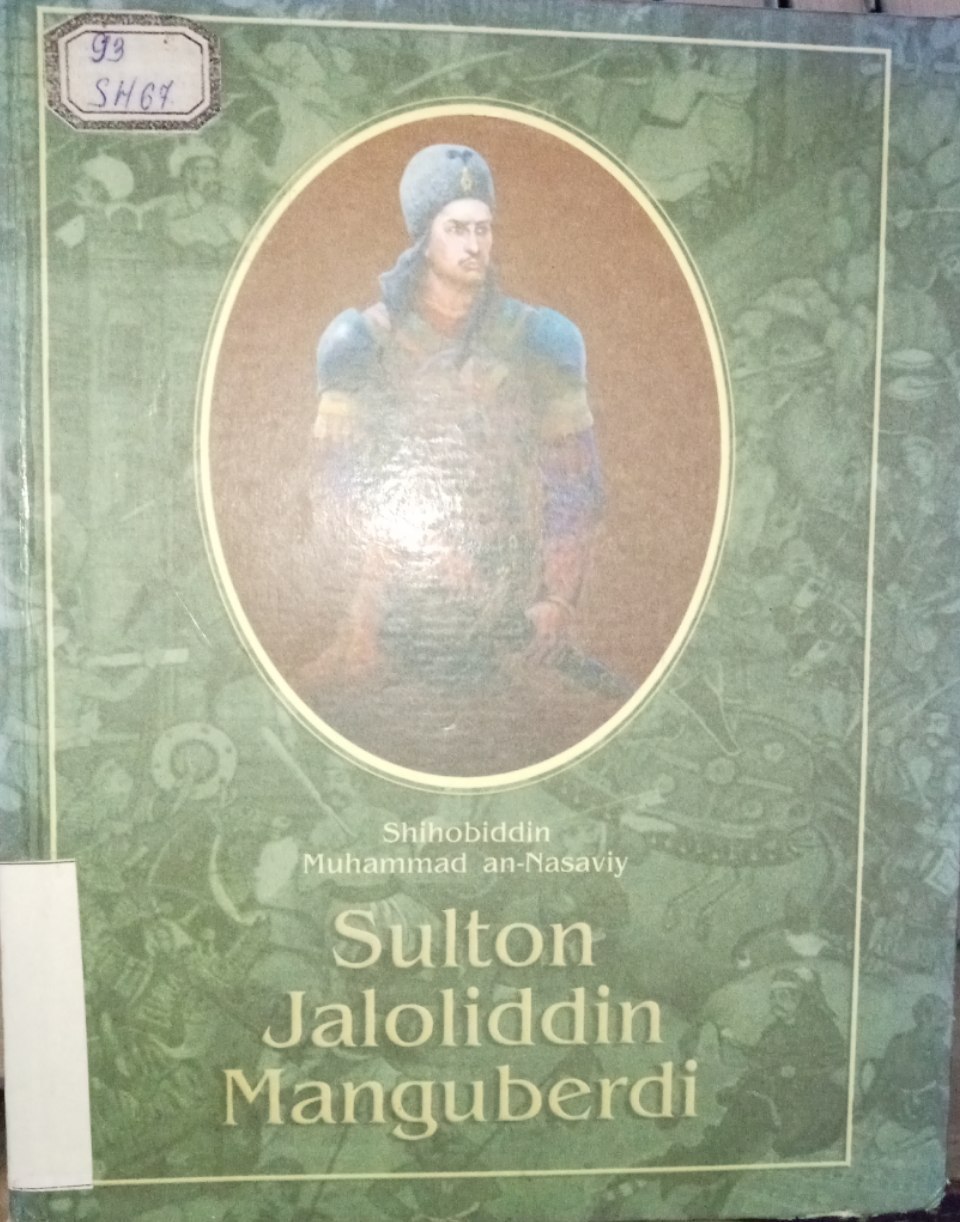 93
SH67
Shihobiddin
Muhammad an-Nasaviy
Sulton
Jaloliddin
Manguberdi